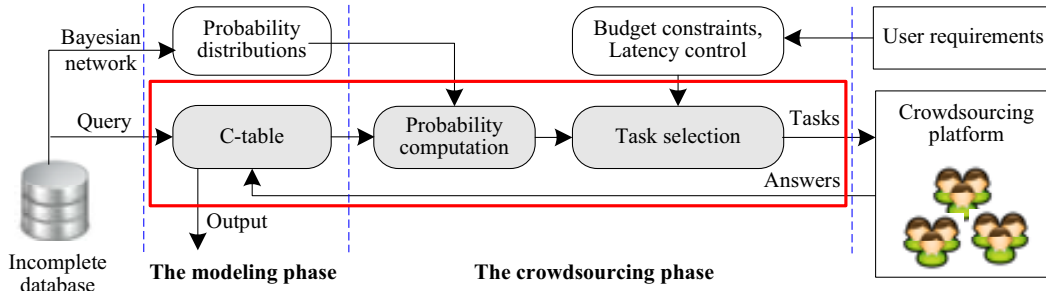 Bayesian
network
Probability
distributions
Budget constraints,
Latency control
User requirements
Query
C-table
Probability
computation
Task selection
Tasks
Crowdsourcing
platform
Answers
Output
Incomplete
database
The modeling phase
The crowdsourcing phase